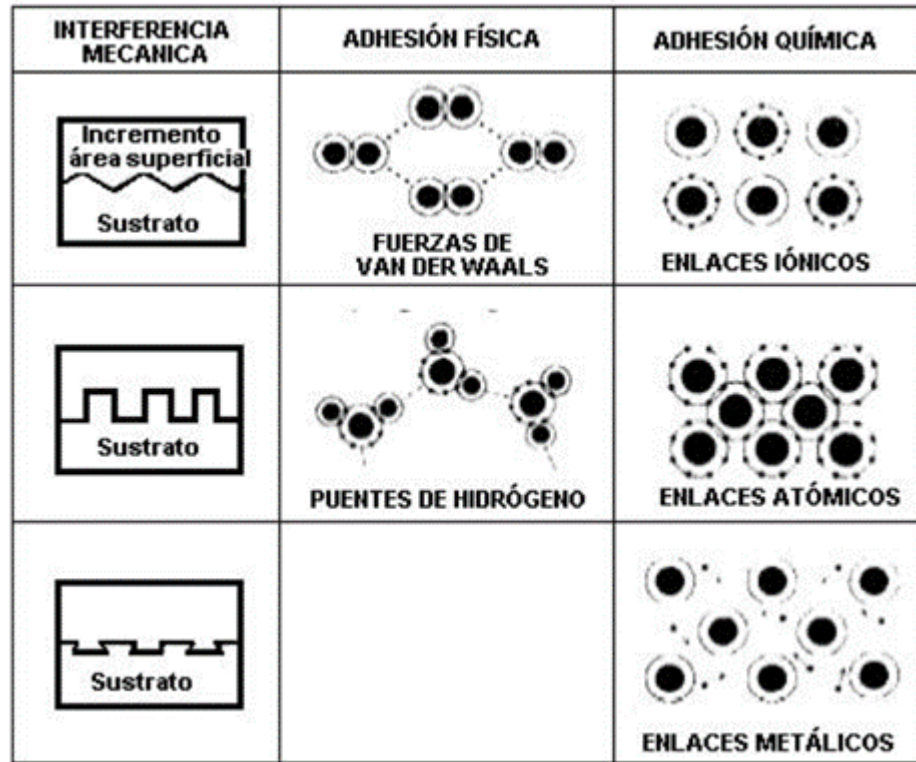 INTERFERENCIA
MECANICA
ADHESIÓN FÍSICA
ADHESIÓN QUÍMICA
Incremento
área superficial
Sustrato
FUERZAS DE
VAN DER WAALS
ENLACES IÓNICOS
Sustrato
PUENTES DE HIDRÓGENO
ENLACES ATÓMICOS
Sustrato
ENLACES METÁLICOS